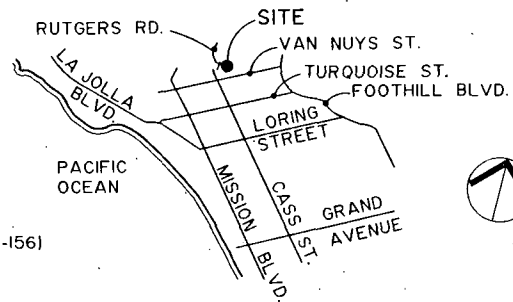 SITE
RUTGERS RD.
VAN NUYS ST.
LA JOLLA
BLVD.
TURQUOISE ST.
FOOTHILL BLVD.
LORING
STREET
PACIFIC
OCEAN
MISSION
BLVD.
CASS
ST.
GRAND
AVENUE
-156)